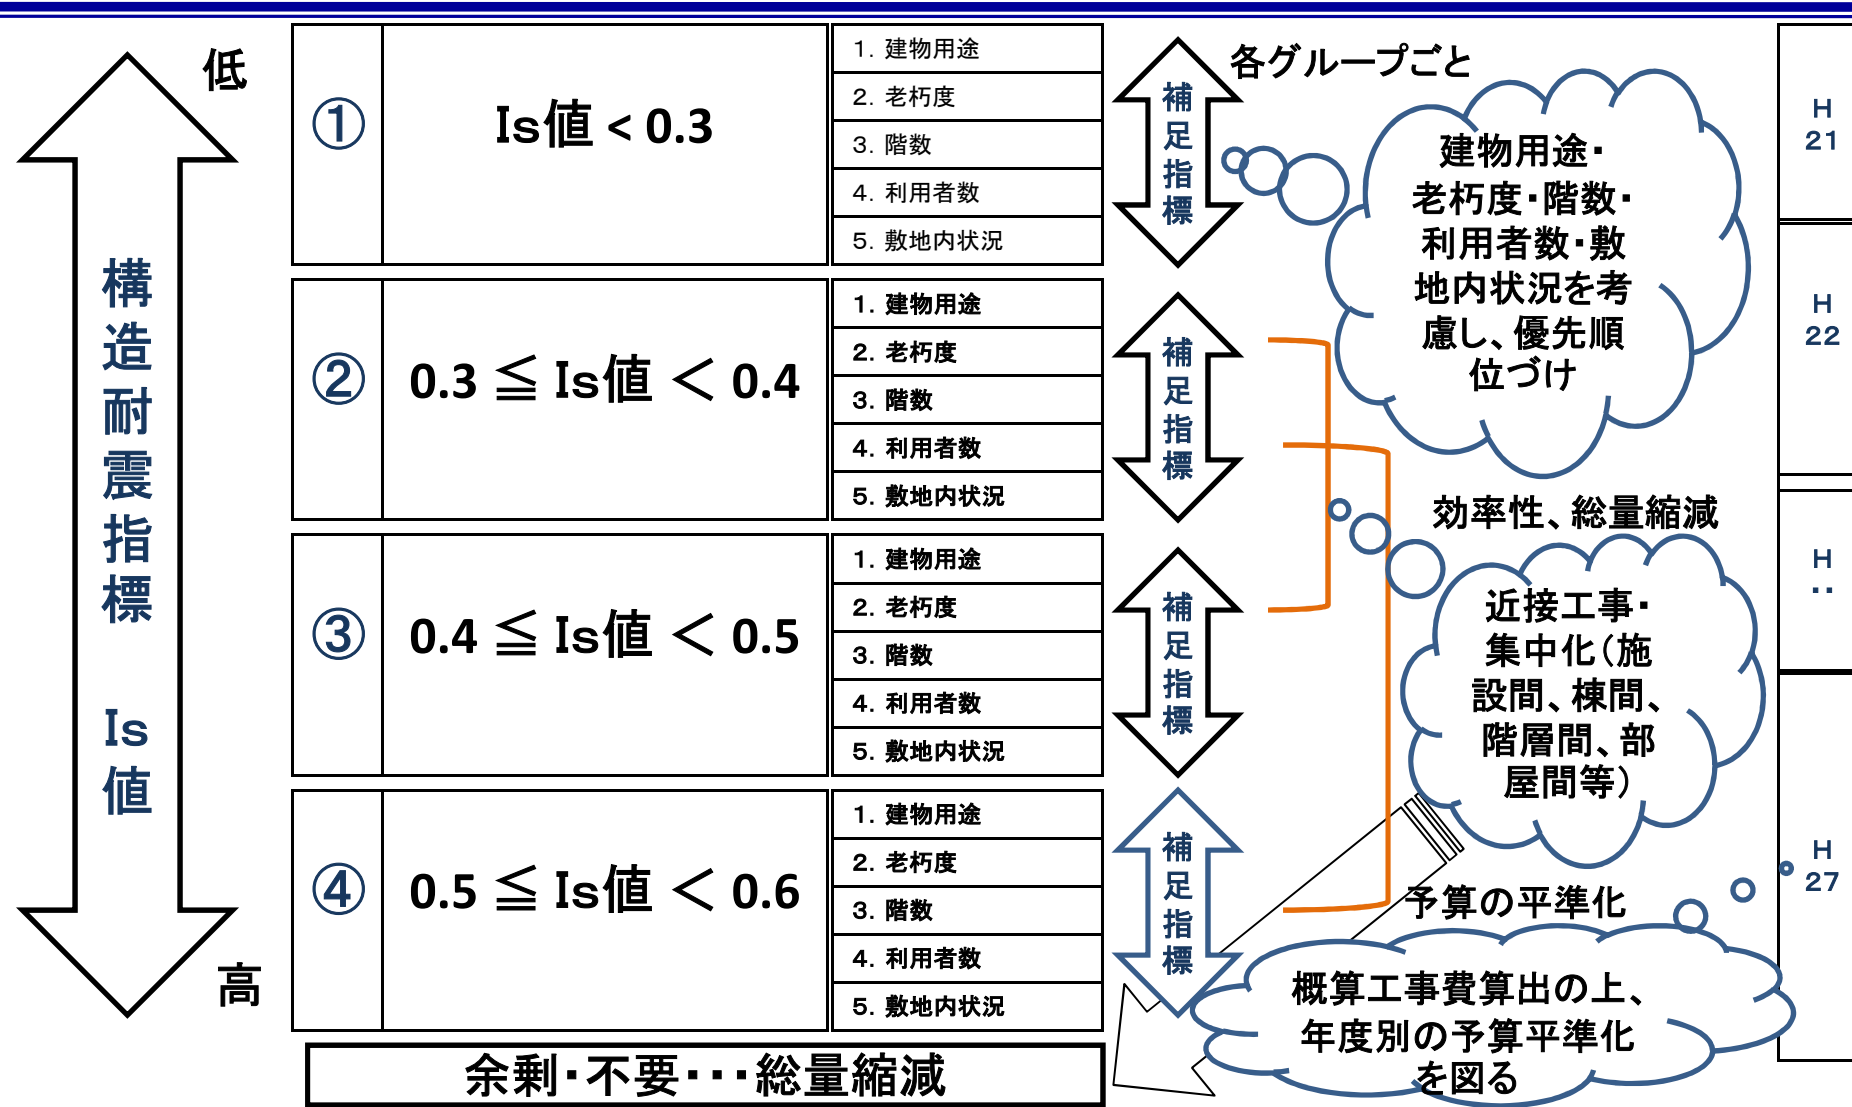 低
構造耐震指標 Is値
高
①
Is値 < 0.3
1. 建物用途
2. 老朽度
3. 階数
4. 利用者数
5. 敷地内状況
補足指標
②
0.3 ≦ Is値 < 0.4
1. 建物用途
2. 老朽度
3. 階数
4. 利用者数
5. 敷地内状況
補足指標
③
0.4 ≦ Is値 < 0.5
1. 建物用途
2. 老朽度
3. 階数
4. 利用者数
5. 敷地内状況
補足指標
④
0.5 ≦ Is値 < 0.6
1. 建物用途
2. 老朽度
3. 階数
4. 利用者数
5. 敷地内状況
補足指標
余剰・不要・・・総量縮減
各グループごと
建物用途・
老朽度・階数・
利用者数・敷
地内状況を考
慮し、優先順
位づけ
効率性、総量縮減
近接工事・
集中化(施
設間、棟間、
階層間、部
屋間等)
予算の平準化
概算工事費算出の上、
年度別の予算平準化
を図る
H
21
H
22
H
‥
H
27